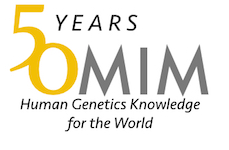 50 YEARS
OMIM
Human Genetics Knowledge
for the World